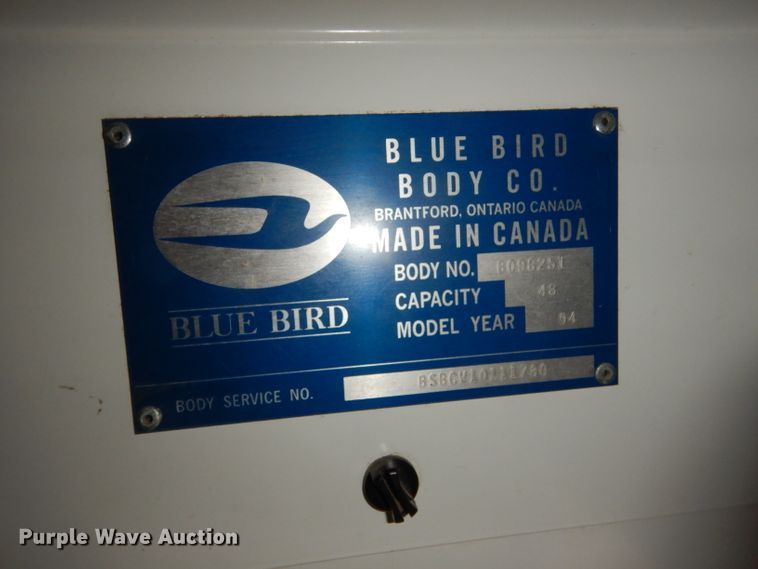 BLUE BIRD
BLUE BIRD
BODY CO.
BRANTFORD, ONTARIO CANADA
MADE IN CANADA
BODY NO.
CAPACITY 48
MODEL YEAR 94
BODY SERVICE NO.
Purple Wave Auction